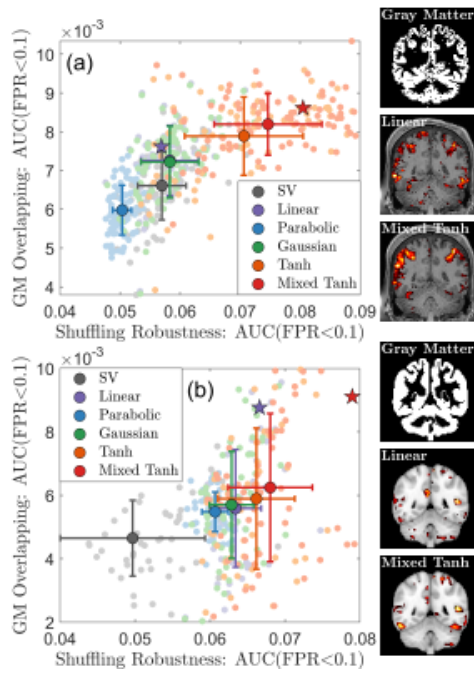 ×10⁻³
(a)
GM Overlapping: AUC(FPR<0.1)
10
9
8
7
6
5
4
SV
Linear
Parabolic
Gaussian
Tanh
Mixed Tanh
0.04 0.05 0.06 0.07 0.08 0.09
Shuffling Robustness: AUC(FPR<0.1)
Gray Matter
Linear
Mixed Tanh
×10⁻³
(b)
GM Overlapping: AUC(FPR<0.1)
10
8
6
4
2
SV
Linear
Parabolic
Gaussian
Tanh
Mixed Tanh
0.04 0.05 0.06 0.07 0.08
Shuffling Robustness: AUC(FPR<0.1)
Gray Matter
Linear
Mixed Tanh